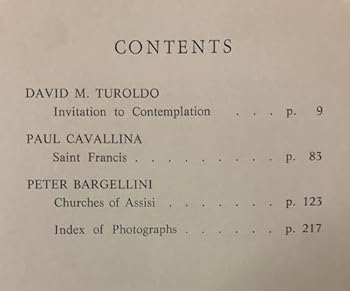 CONTENTS
DAVID M. TUROLDO
Invitation to Contemplation . . . p. 9
PAUL CAVALLINA
Saint Francis . . . . . . . . p. 83
PETER BARGELLINI
Churches of Assisi . . . . . . p. 123
Index of Photographs . . . . . . p. 217